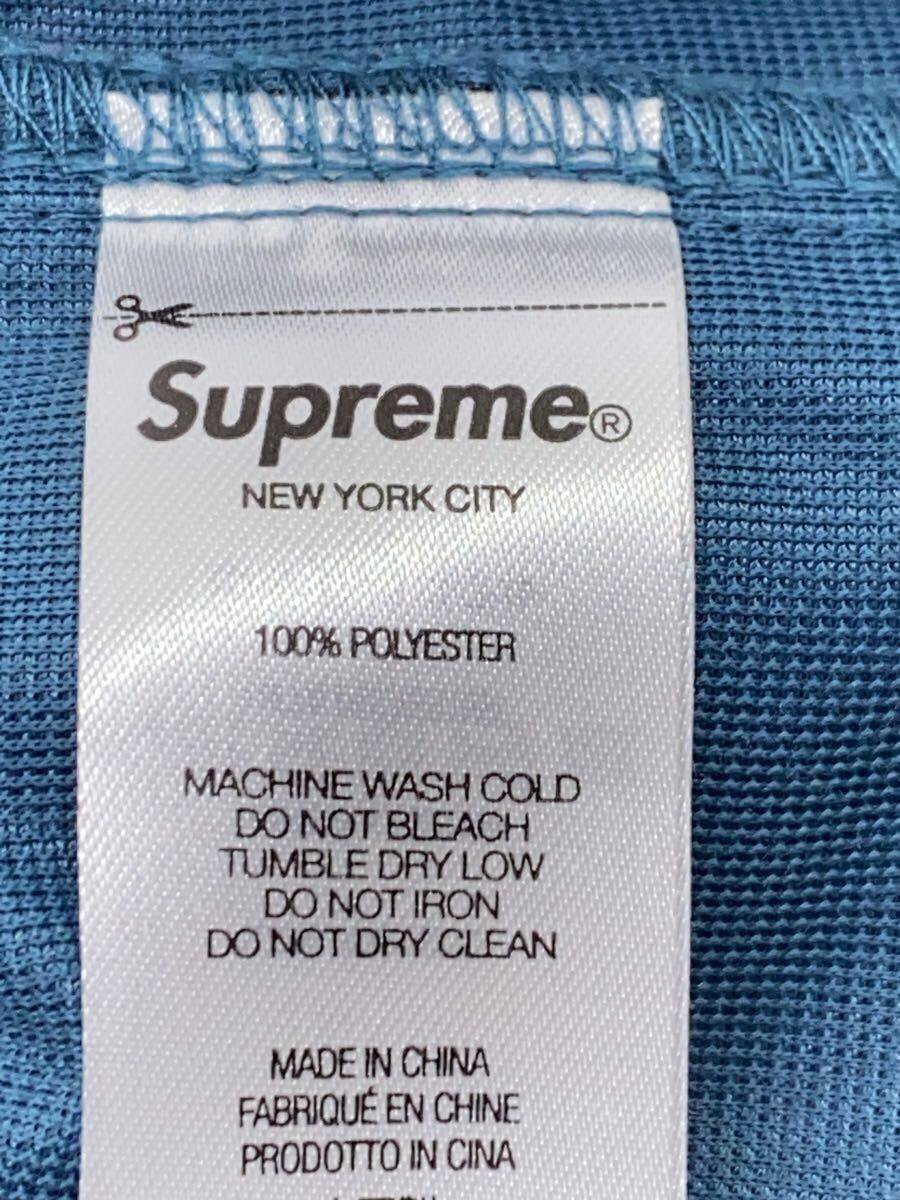 Supreme®
NEW YORK CITY
100% POLYESTER
MACHINE WASH COLD
DO NOT BLEACH
TUMBLE DRY LOW
DO NOT IRON
DO NOT DRY CLEAN
MADE IN CHINA
FABRIQUÉ EN CHINE
PRODOTTO IN CINA